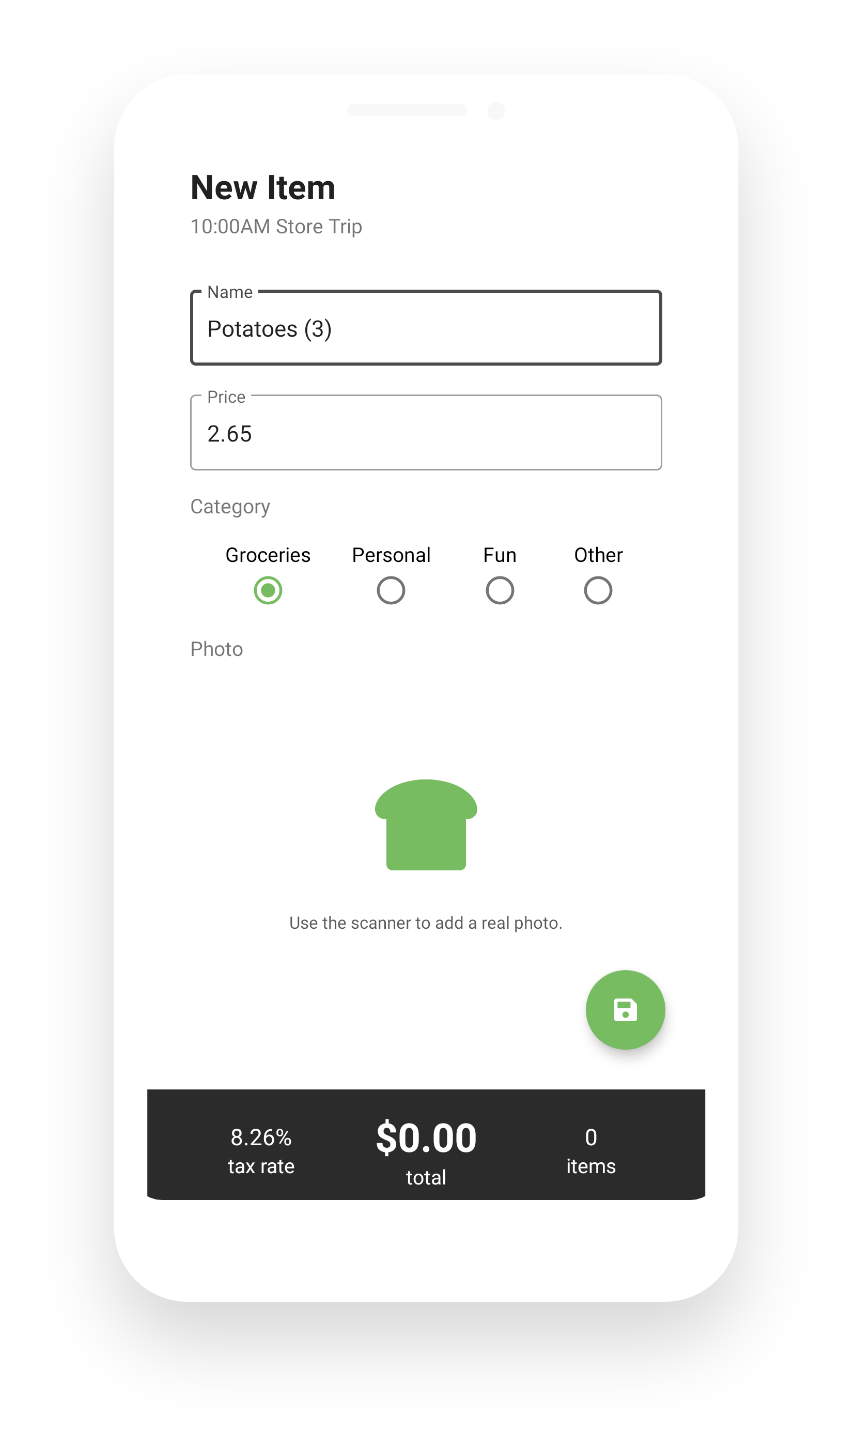 New Item
10:00AM Store Trip
Name
Potatoes (3)
Price
2.65
Category
Groceries Personal Fun Other
Photo
Use the scanner to add a real photo.
8.26% $0.00 0
tax rate total items